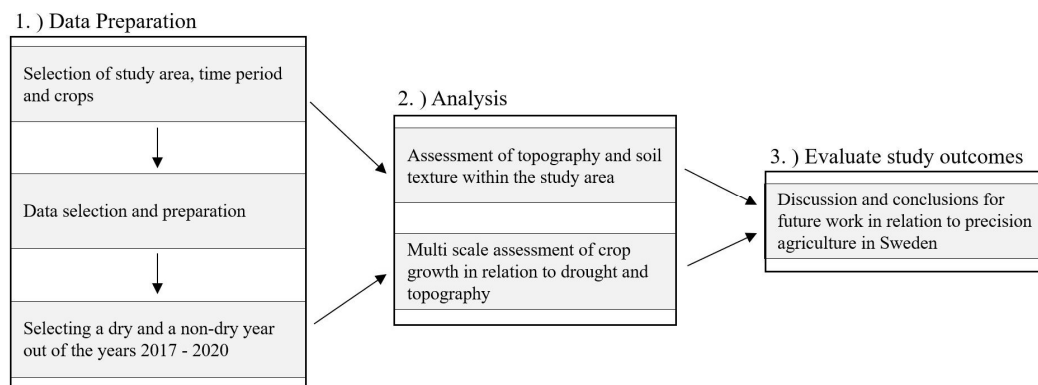 1. ) Data Preparation
Selection of study area, time period
and crops
Data selection and preparation
Selecting a dry and a non-dry year
out of the years 2017 - 2020
2. ) Analysis
Assessment of topography and soil
texture within the study area
Multi scale assessment of crop
growth in relation to drought and
topography
3. ) Evaluate study outcomes
Discussion and conclusions for
future work in relation to precision
agriculture in Sweden